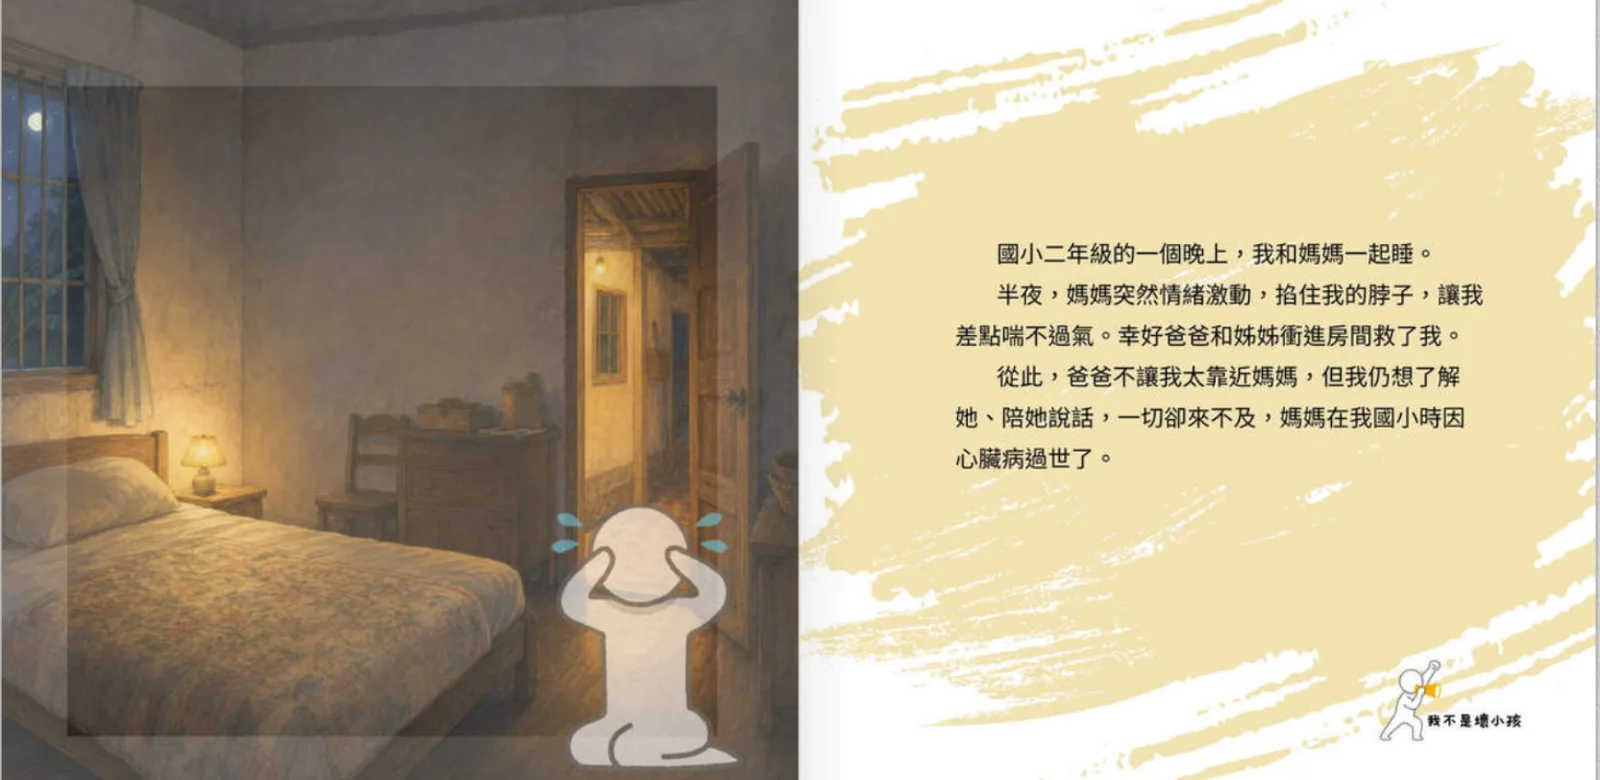 國小二年級的一個晚上，我和媽媽一起睡。
半夜，媽媽突然情緒激動，掐住我的脖子，讓我
差點喘不過氣。幸好爸爸和姊姊衝進房間救了我。
從此，爸爸不讓我太靠近媽媽，但我仍想了解
她、陪她說話，一切卻來不及，媽媽在我國小時因
心臟病過世了。
我不是壞小孩